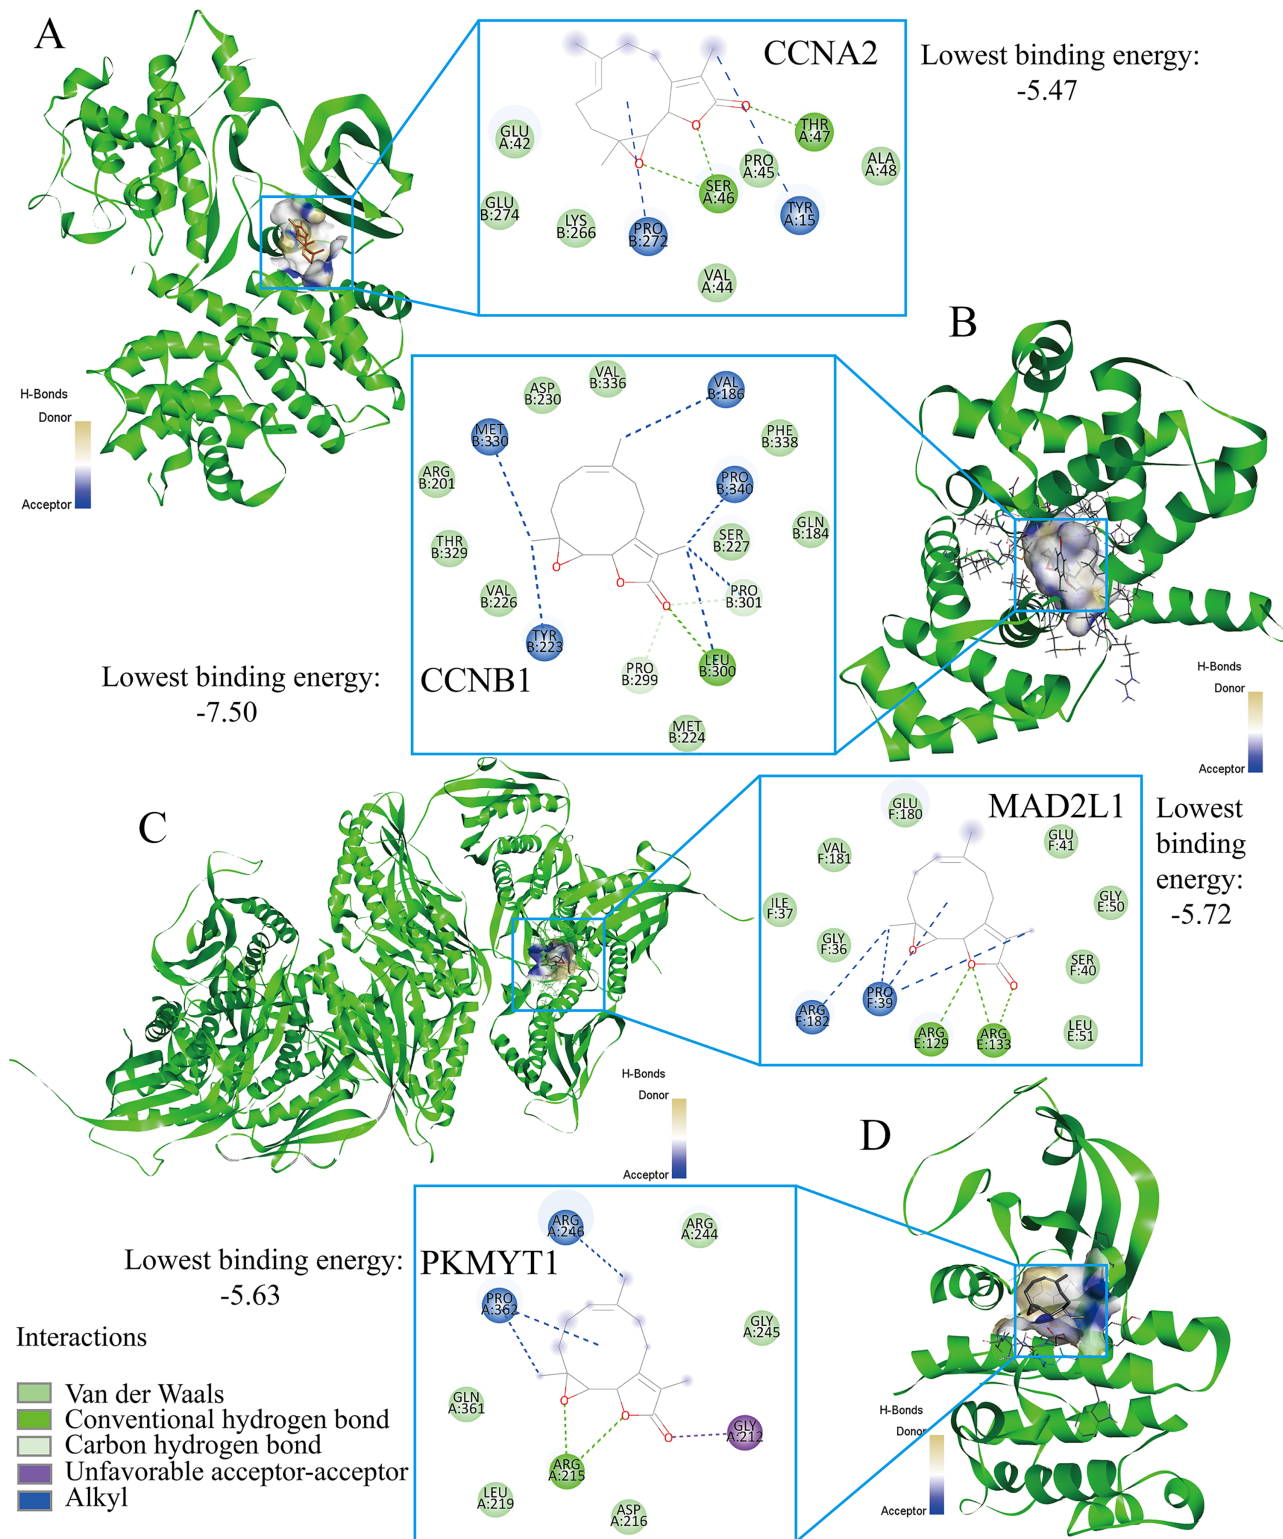 A
CCNA2
Lowest binding energy:
-5.47
GLU
A:42
THR
A:47
PRO
A:45
ALA
A:48
SER
A:46
TYR
A:15
GLU
B:274
LYS
B:266
PRO
B:272
VAL
A:44
H-Bonds
Donor
Acceptor
B
VAL
B:336
ASP
B:230
VAL
B:186
MET
B:330
PHE
B:338
ARG
B:201
PRO
B:340
GLN
B:184
THR
B:329
SER
B:227
VAL
B:226
PRO
B:301
TYR
B:223
PRO
B:299
LEU
B:300
MET
B:224
CCNB1
Lowest binding energy:
-7.50
H-Bonds
Donor
Acceptor
C
MAD2L1
Lowest
binding
energy:
-5.72
GLU
F:180
GLU
F:41
VAL
F:181
ILE
F:37
GLY
E:50
GLY
F:36
SER
F:40
ARG
F:182
PRO
F:39
ARG
E:129
ARG
E:133
LEU
E:51
H-Bonds
Donor
Acceptor
D
PKMYT1
Lowest binding energy:
-5.63
ARG
A:246
ARG
A:244
PRO
A:362
GLY
A:245
GLN
A:361
GLY
A:212
ARG
A:215
LEU
A:219
ASP
A:216
H-Bonds
Donor
Acceptor
Interactions
Van der Waals
Conventional hydrogen bond
Carbon hydrogen bond
Unfavorable acceptor-acceptor
Alkyl
O
O
O
O
O
O
O
O
O
O
O
O